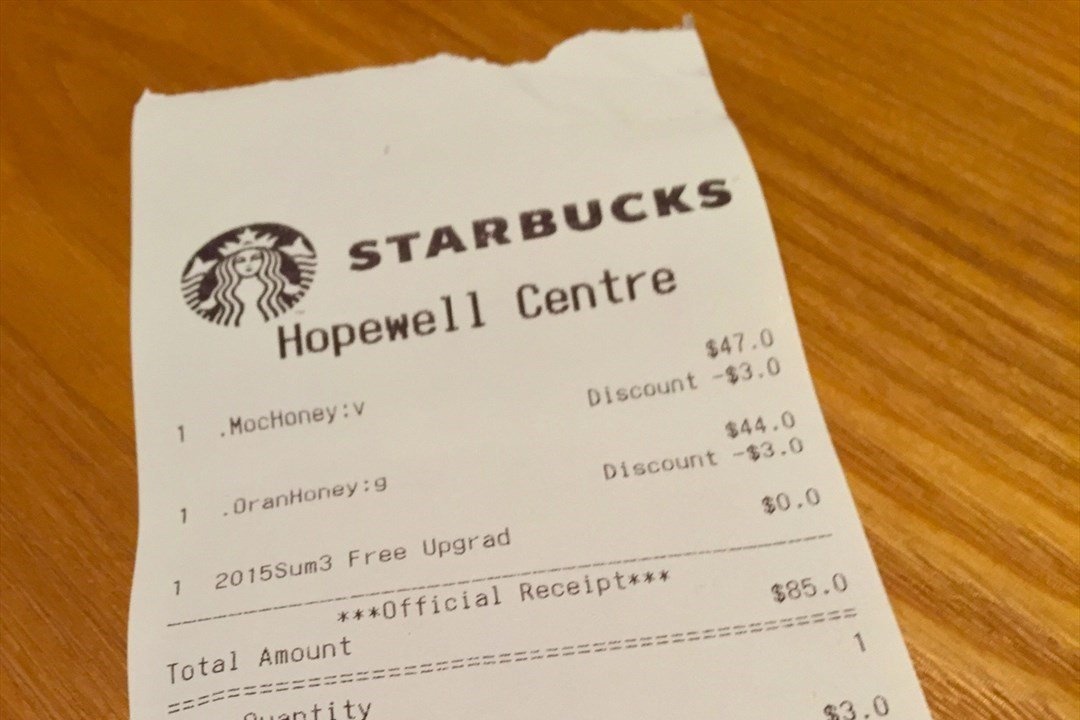 STARBUCKS
Hopewell Centre
1 .MocHoney:v $47.0
Discount -$3.0
1 .OranHoney:g $44.0
Discount -$3.0
1 2015Sum3 Free Upgrad $0.0
***Official Receipt***
Total Amount $85.0
Quantity 1
$3.0